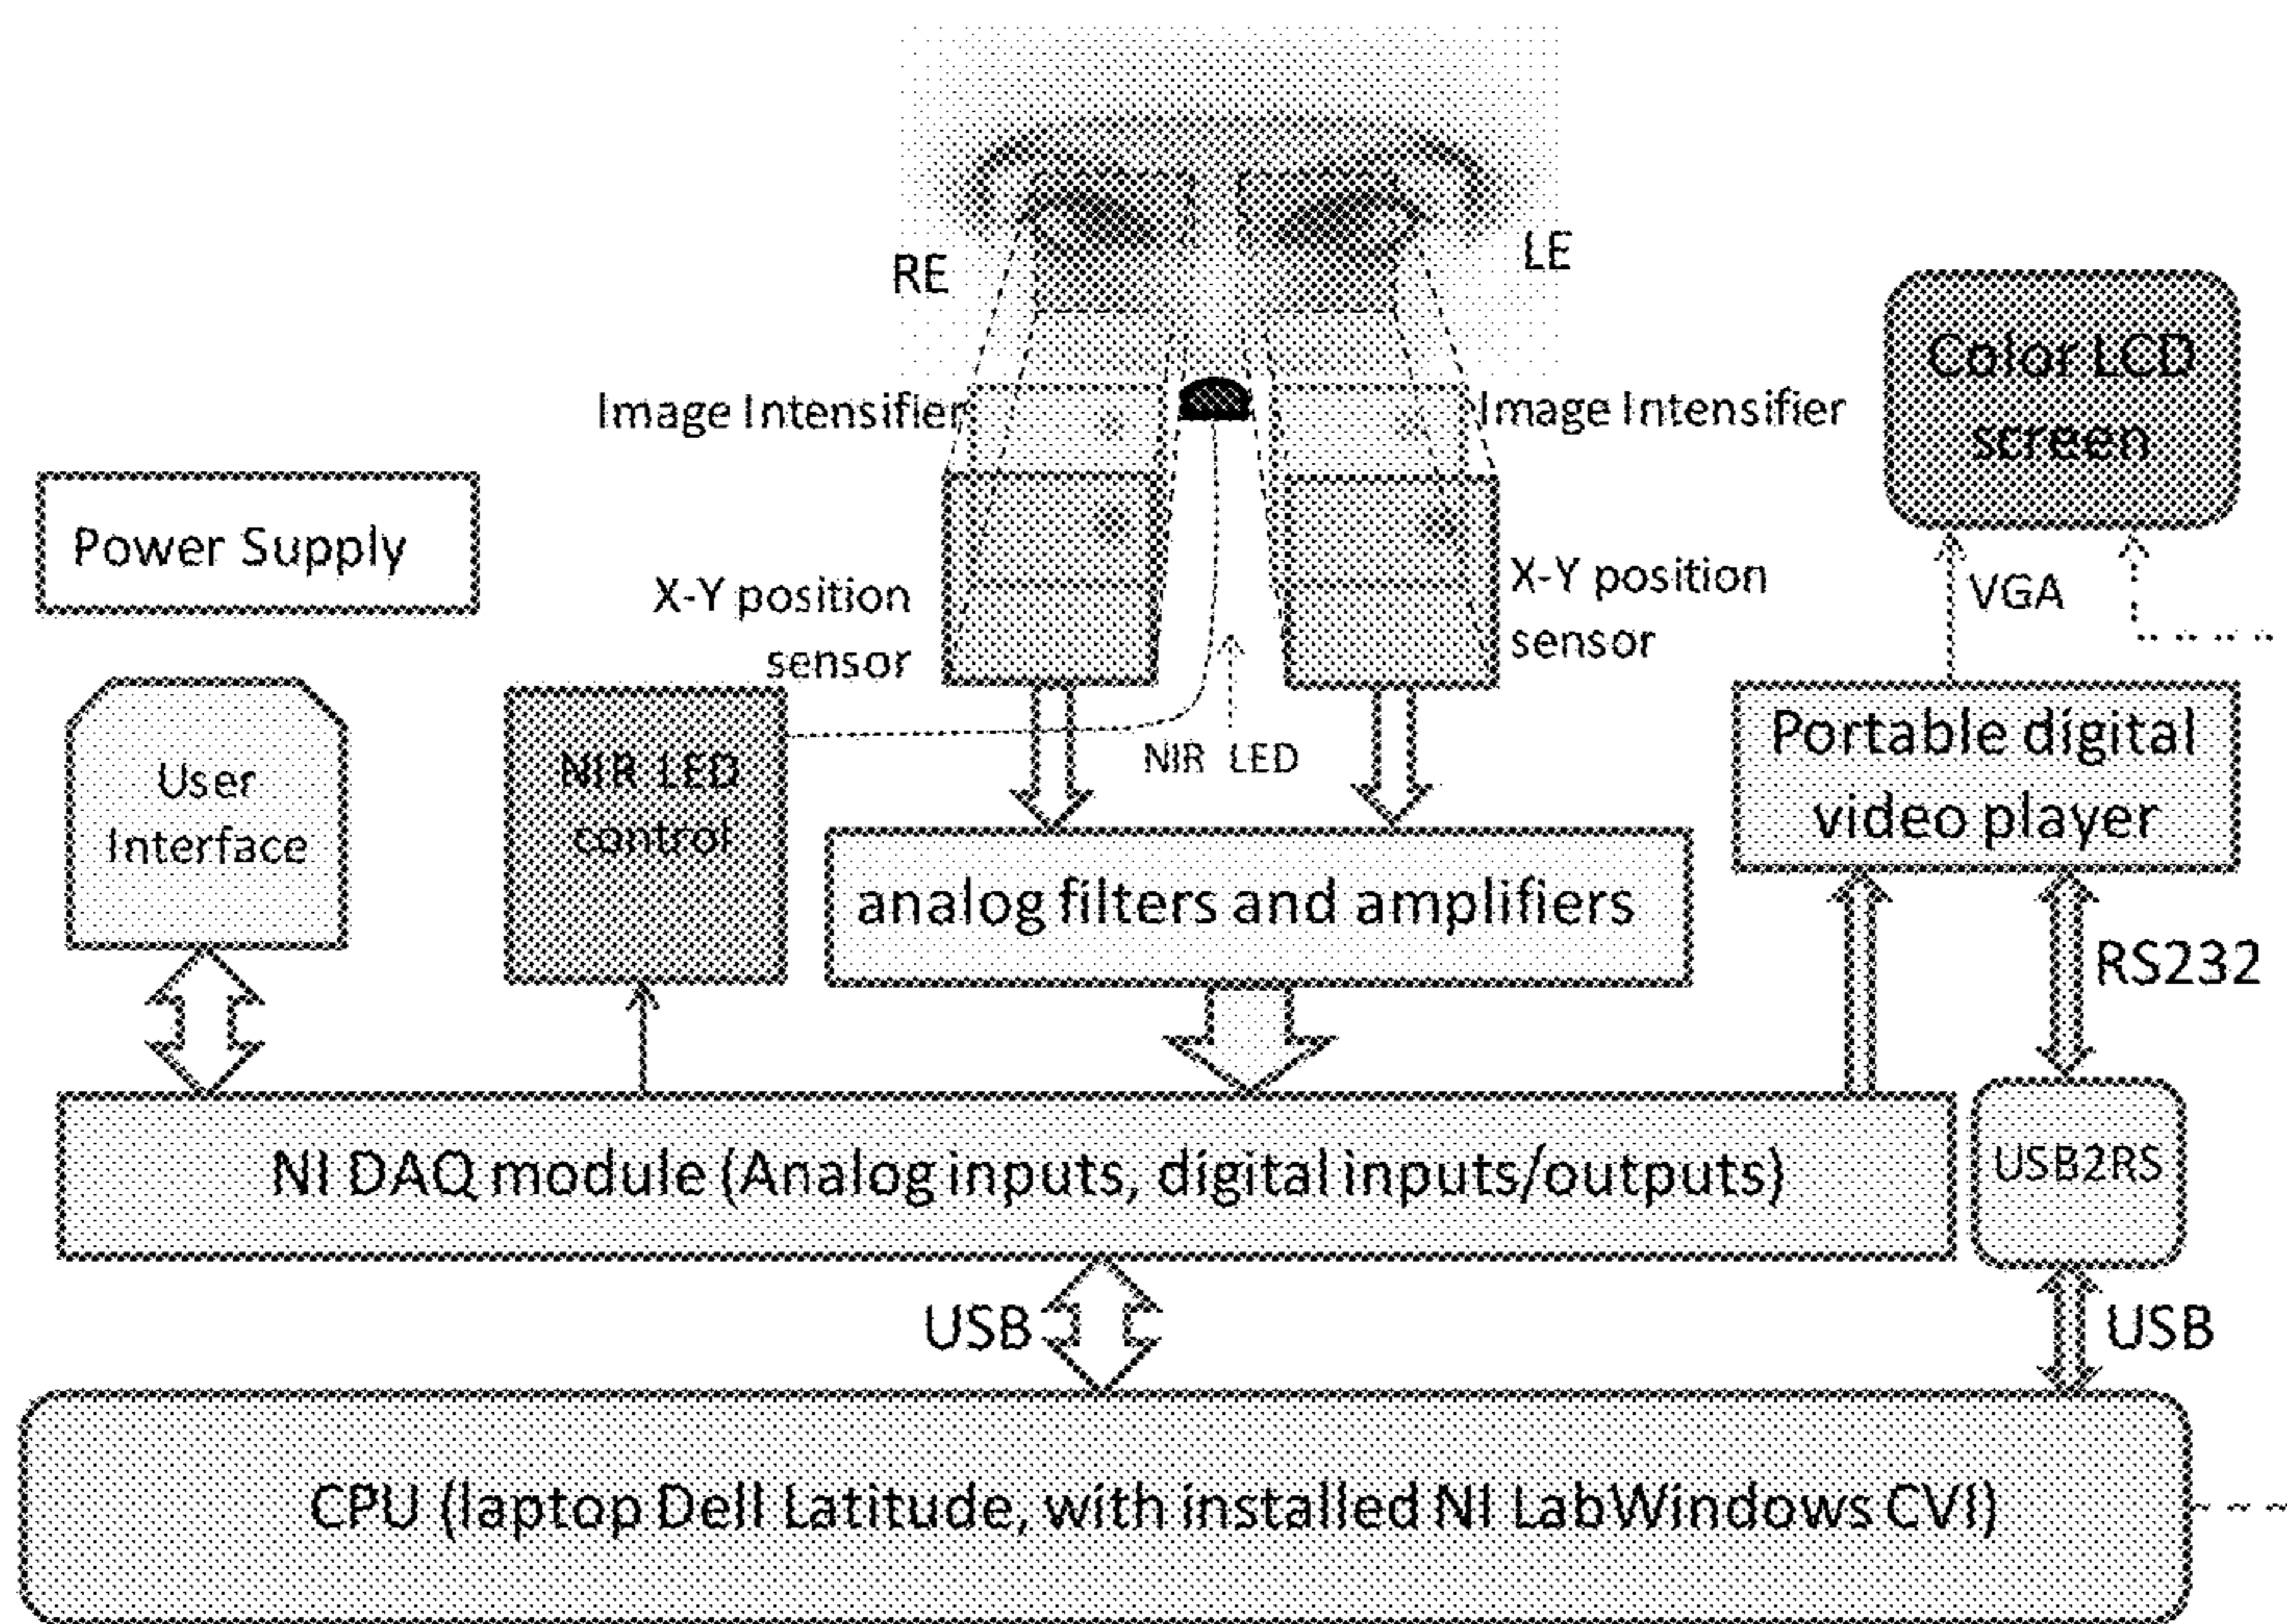 RE
LE
Image Intensifier
Image Intensifier
Color LCD
screen
Power Supply
X-Y position
sensor
X-Y position
sensor
VGA
User
Interface
NIR LED
control
NIR LED
Portable digital
video player
analog filters and amplifiers
RS232
NI DAQ module (Analog inputs, digital inputs/outputs)
USB2RS
USB
USB
CPU (laptop Dell Latitude, with installed NI LabWindows CVI)